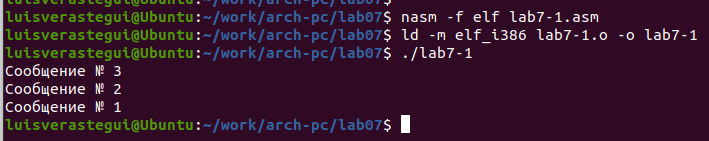 luisverastegui@Ubuntu:~/work/arch-pc/lab07$ nasm -f elf lab7-1.asm
luisverastegui@Ubuntu:~/work/arch-pc/lab07$ ld -m elf_i386 lab7-1.o -o lab7-1
luisverastegui@Ubuntu:~/work/arch-pc/lab07$ ./lab7-1
Сообщение № 3
Сообщение № 2
Сообщение № 1
luisverastegui@Ubuntu:~/work/arch-pc/lab07$